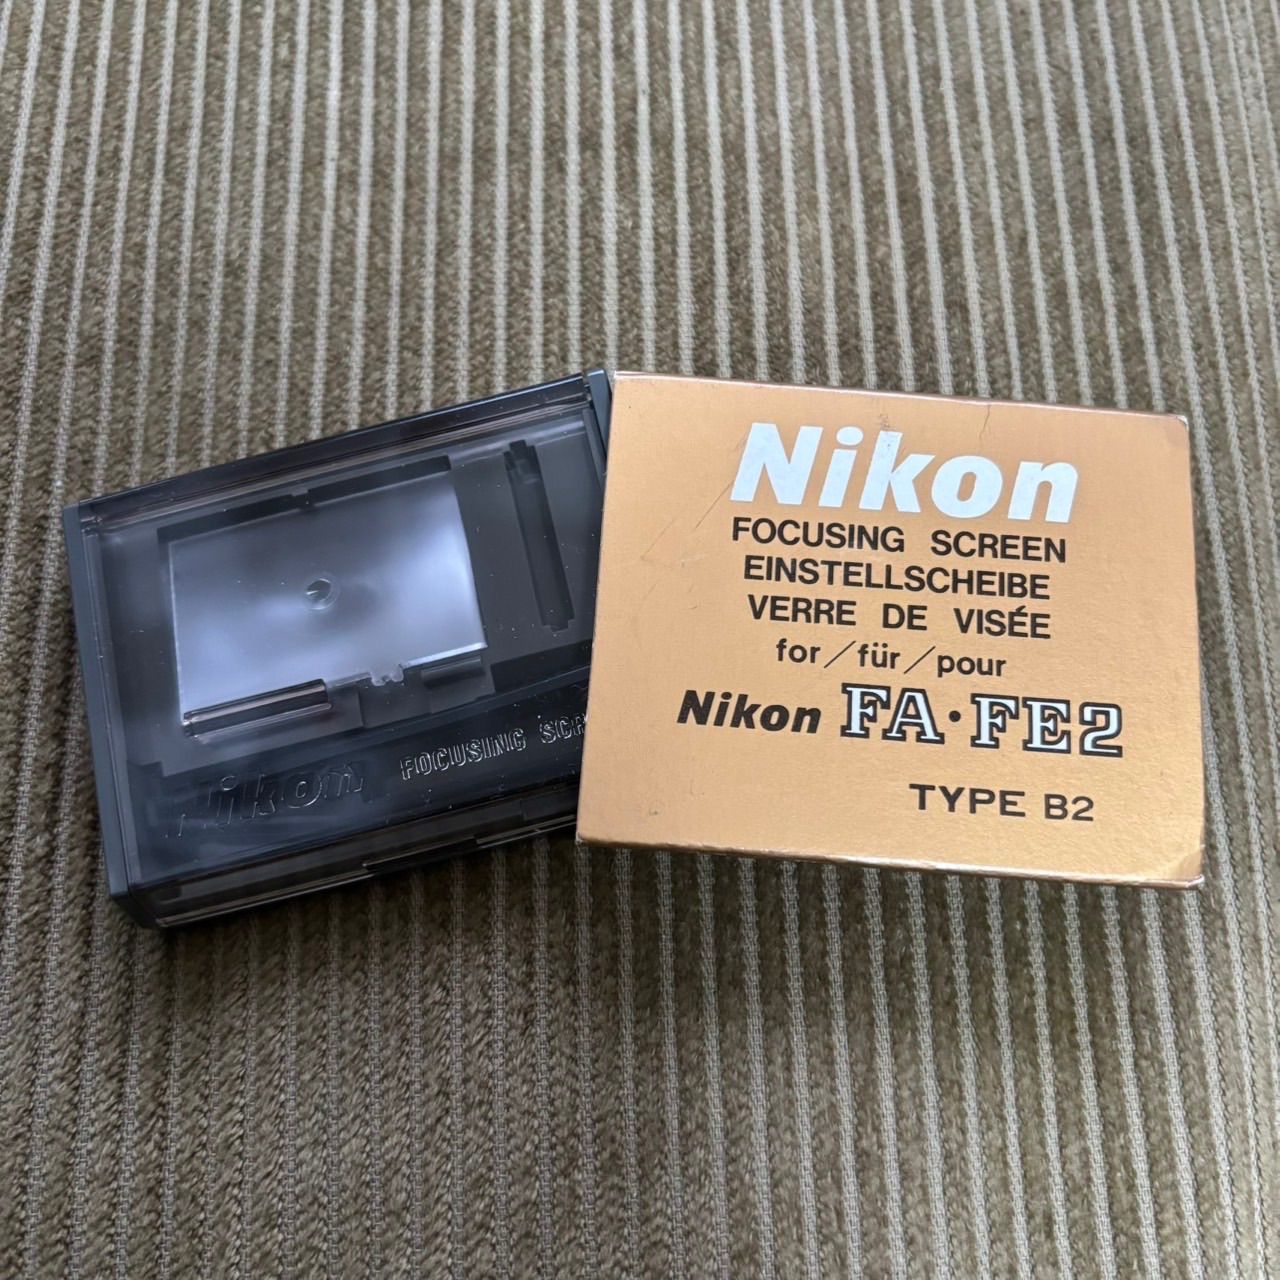 Nikon
FOCUSING SCREEN
EINSTELLSCHEIBE
VERRE DE VISÉE
for/für/pour
Nikon FA·FE2
TYPE B2
Nikon FOCUSING